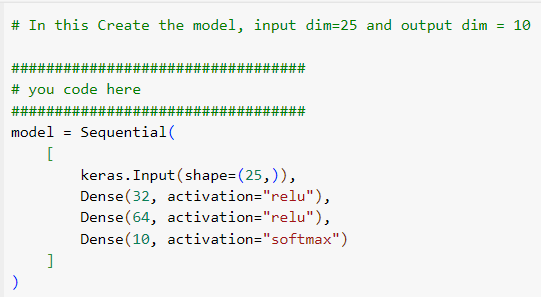 # In this Create the model, input dim=25 and output dim = 10
##################################
# you code here
##################################
model = Sequential(
    [
        keras.Input(shape=(25,)),
        Dense(32, activation="relu"),
        Dense(64, activation="relu"),
        Dense(10, activation="softmax")
    ]
)